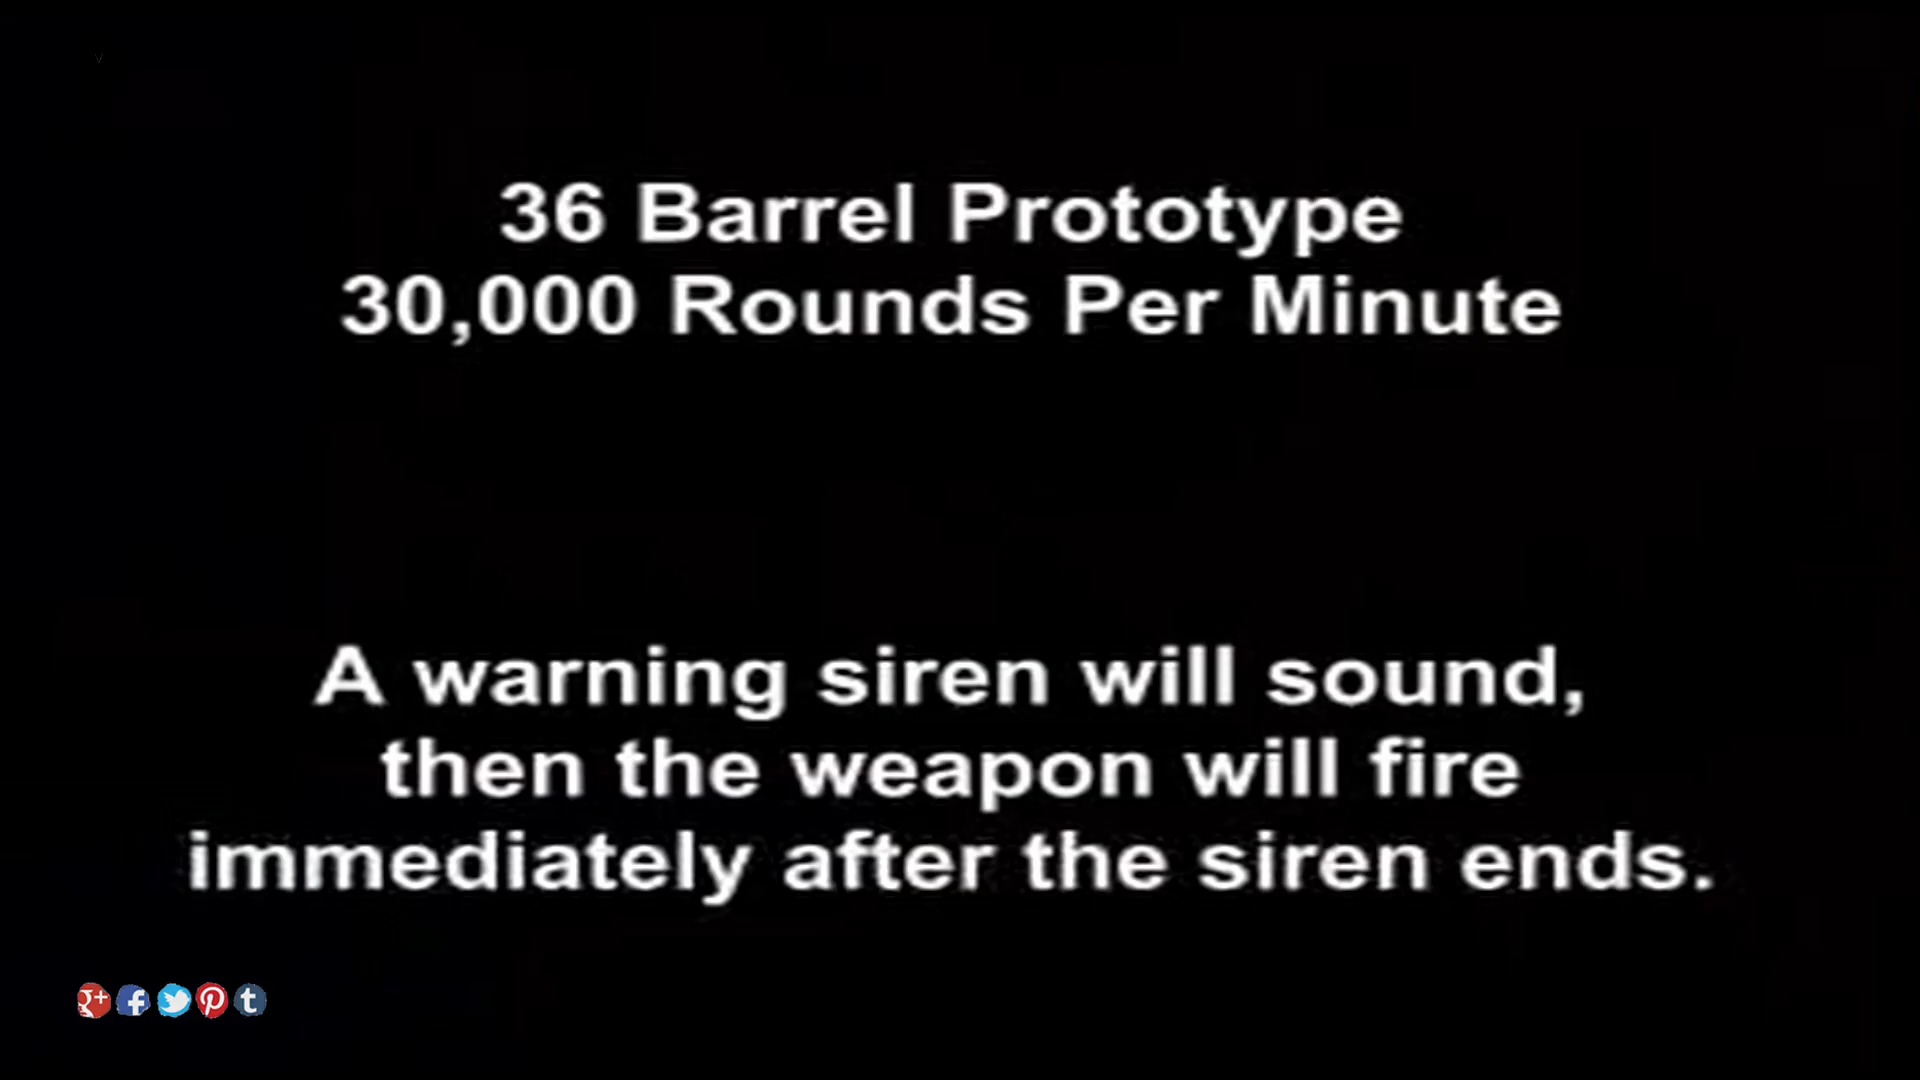 36 Barrel Prototype
30,000 Rounds Per Minute
A warning siren will sound,
then the weapon will fire
immediately after the siren ends.